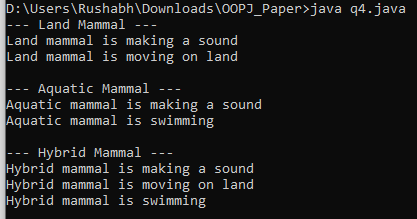 D:\Users\Rushabh\Downloads\OOPJ_Paper>java q4.java
--- Land Mammal ---
Land mammal is making a sound
Land mammal is moving on land
--- Aquatic Mammal ---
Aquatic mammal is making a sound
Aquatic mammal is swimming
--- Hybrid Mammal ---
Hybrid mammal is making a sound
Hybrid mammal is moving on land
Hybrid mammal is swimming